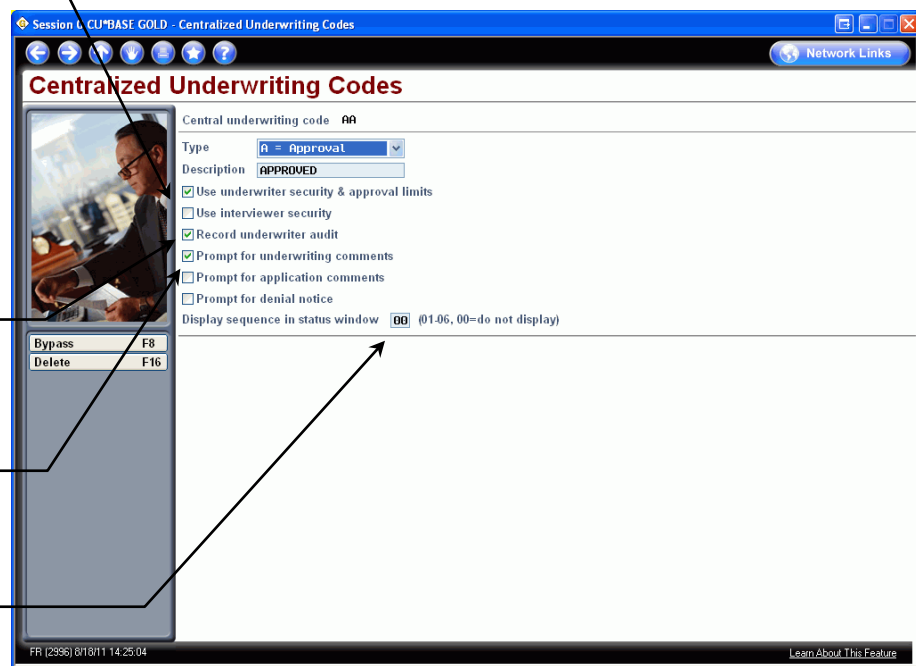 Session 0 CU*BASE GOLD - Centralized Underwriting Codes
Network Links
Centralized Underwriting Codes
Central underwriting code AA
Type A = Approval
Description APPROVED
Use underwriter security & approval limits
Use interviewer security
Record underwriter audit
Prompt for underwriting comments
Prompt for application comments
Prompt for denial notice
Display sequence in status window 00 (01-06, 00=do not display)
Bypass F8
Delete F16
FR (2996) 8/18/11 14:25:04
Learn About This Feature